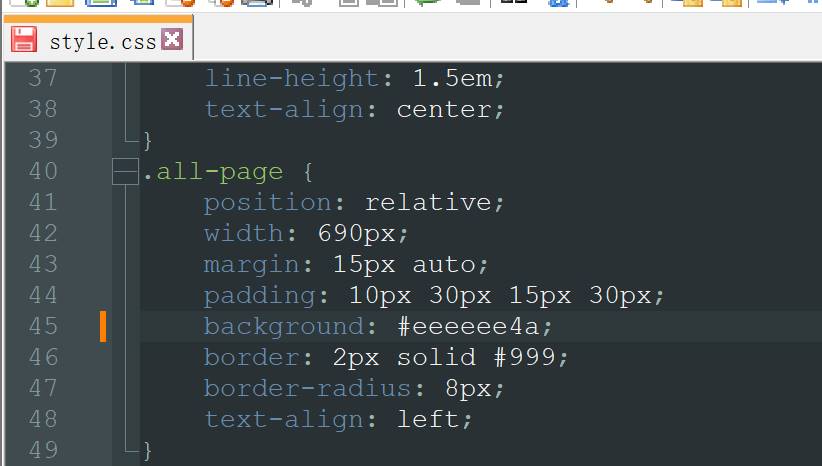 style.css
37 line-height: 1.5em;
38 text-align: center;
39 }
40 .all-page {
41 position: relative;
42 width: 690px;
43 margin: 15px auto;
44 padding: 10px 30px 15px 30px;
45 background: #eeeeee4a;
46 border: 2px solid #999;
47 border-radius: 8px;
48 text-align: left;
49 }